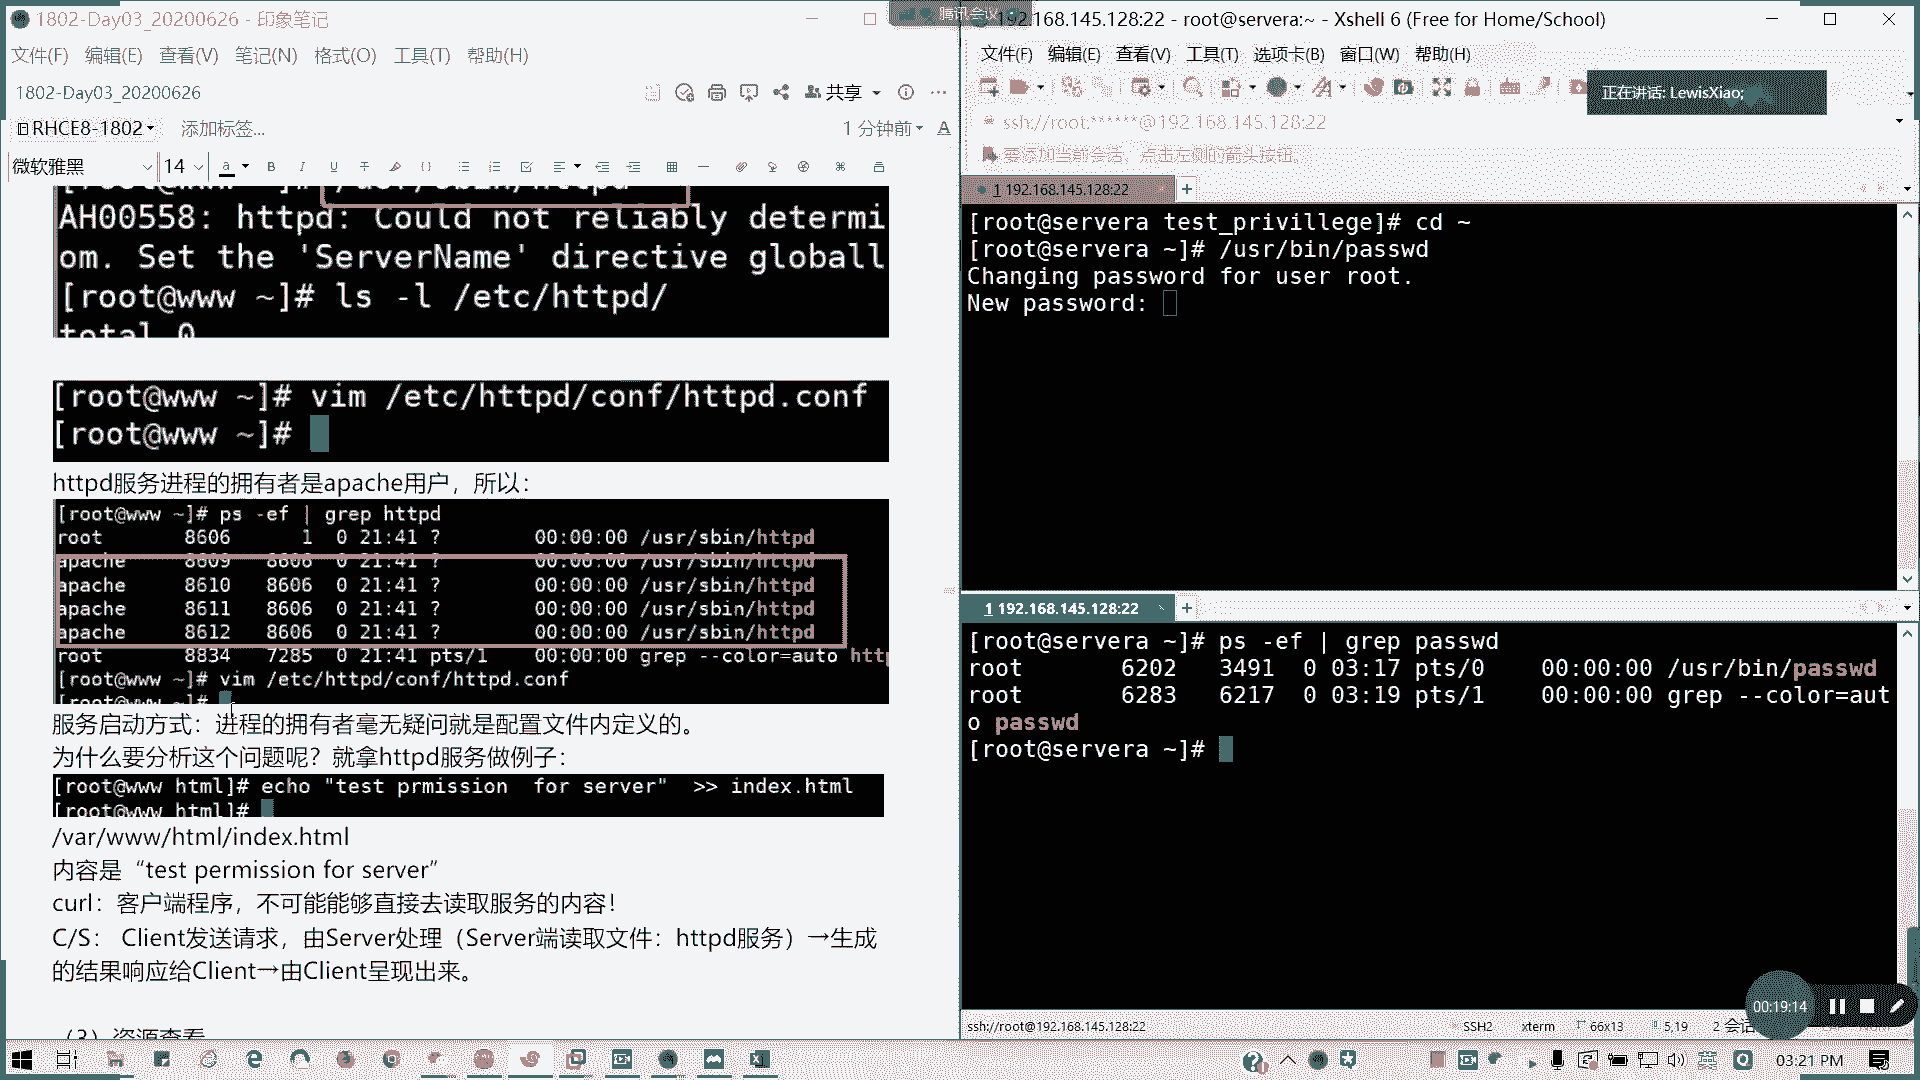 1802-Day03_20200626 - 印象笔记
文件(F) 编辑(E) 查看(V) 笔记(N) 格式(O) 工具(T) 帮助(H)
1802-Day03_20200626
共享
RHCE8-1802
添加标签...
1 分钟前
微软雅黑
14
AH00558: httpd: Could not reliably determi
om. Set the 'ServerName' directive globall
[root@www ~]# ls -l /etc/httpd/
total 0
[root@www ~]# vim /etc/httpd/conf/httpd.conf
[root@www ~]#
httpd服务进程的拥有者是apache用户，所以：
[root@www ~]# ps -ef | grep httpd
root 8606 1 0 21:41 ? 00:00:00 /usr/sbin/httpd
apache 8609 8606 0 21:41 ? 00:00:00 /usr/sbin/httpd
apache 8610 8606 0 21:41 ? 00:00:00 /usr/sbin/httpd
apache 8611 8606 0 21:41 ? 00:00:00 /usr/sbin/httpd
apache 8612 8606 0 21:41 ? 00:00:00 /usr/sbin/httpd
root 8834 7285 0 21:41 pts/1 00:00:00 grep --color=auto htt
[root@www ~]# vim /etc/httpd/conf/httpd.conf
[root@www ~]#
服务启动方式：进程的拥有者毫无疑问就是配置文件内定义的。
为什么要分析这个问题呢？就拿httpd服务做例子：
[root@www html]# echo "test prmission for server" >> index.html
[root@www html]#
/var/www/html/index.html
内容是“test permission for server”
curl：客户端程序，不可能能够直接去读取服务的内容！
C/S： Client发送请求，由Server处理（Server端读取文件：httpd服务）→生成
的结果响应给Client→由Client呈现出来。
（3）资源查看
腾讯会议
192.168.145.128:22 - root@servera:~ - Xshell 6 (Free for Home/School)
文件(F) 编辑(E) 查看(V) 工具(T) 选项卡(B) 窗口(W) 帮助(H)
正在讲话: LewisXiao;
ssh://root:******@192.168.145.128:22
要添加当前会话，点击左侧的箭头按钮。
1 192.168.145.128:22
[root@servera test_privillege]# cd ~
[root@servera ~]# /usr/bin/passwd
Changing password for user root.
New password:
1 192.168.145.128:22
[root@servera ~]# ps -ef | grep passwd
root 6202 3491 0 03:17 pts/0 00:00:00 /usr/bin/passwd
root 6283 6217 0 03:19 pts/1 00:00:00 grep --color=aut
o passwd
[root@servera ~]#
00:19:14
ssh://root@192.168.145.128:22
SSH2
xterm
66x13
5,19
2 会话
03:21 PM